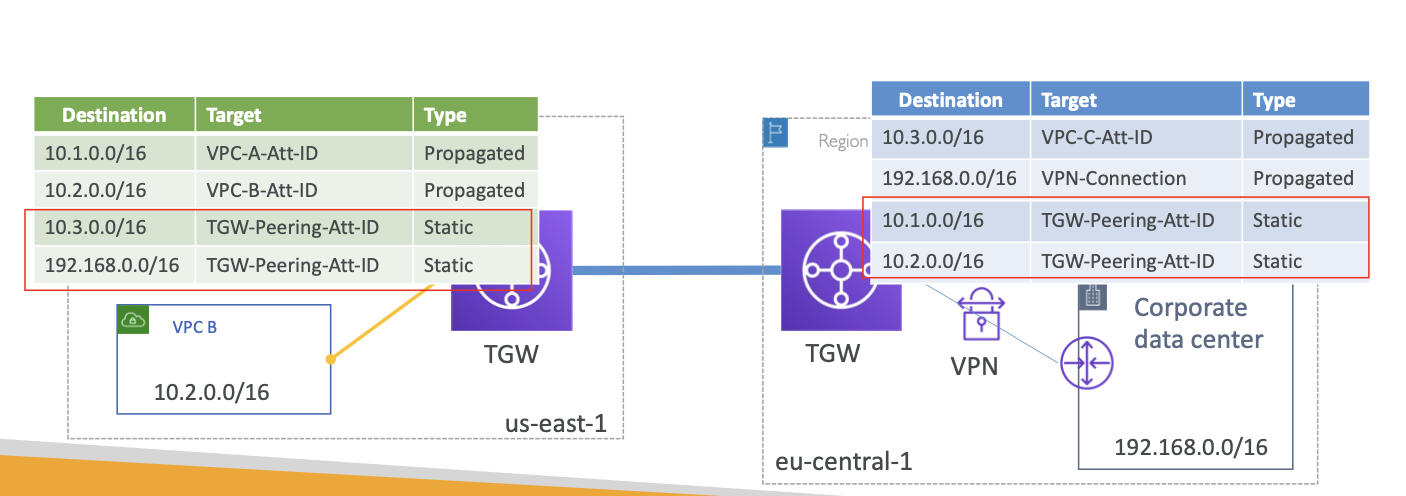 Destination Target Type
10.1.0.0/16 VPC-A-Att-ID Propagated
10.2.0.0/16 VPC-B-Att-ID Propagated
10.3.0.0/16 TGW-Peering-Att-ID Static
192.168.0.0/16 TGW-Peering-Att-ID Static
VPC B
10.2.0.0/16
TGW
us-east-1
Region
Destination Target Type
10.3.0.0/16 VPC-C-Att-ID Propagated
192.168.0.0/16 VPN-Connection Propagated
10.1.0.0/16 TGW-Peering-Att-ID Static
10.2.0.0/16 TGW-Peering-Att-ID Static
TGW
VPN
Corporate
data center
192.168.0.0/16
eu-central-1